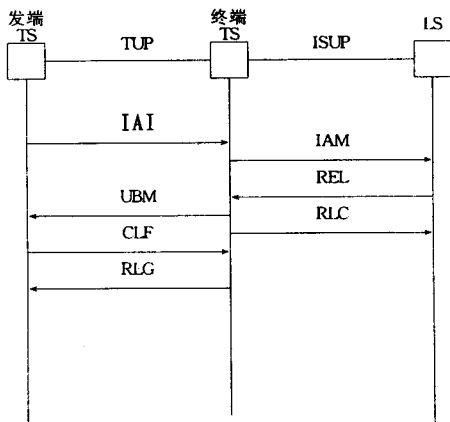 发端
TS
TUP
终端
TS
ISUP
LS
IAI
IAM
REL
UBM
RLC
CLF
RLG